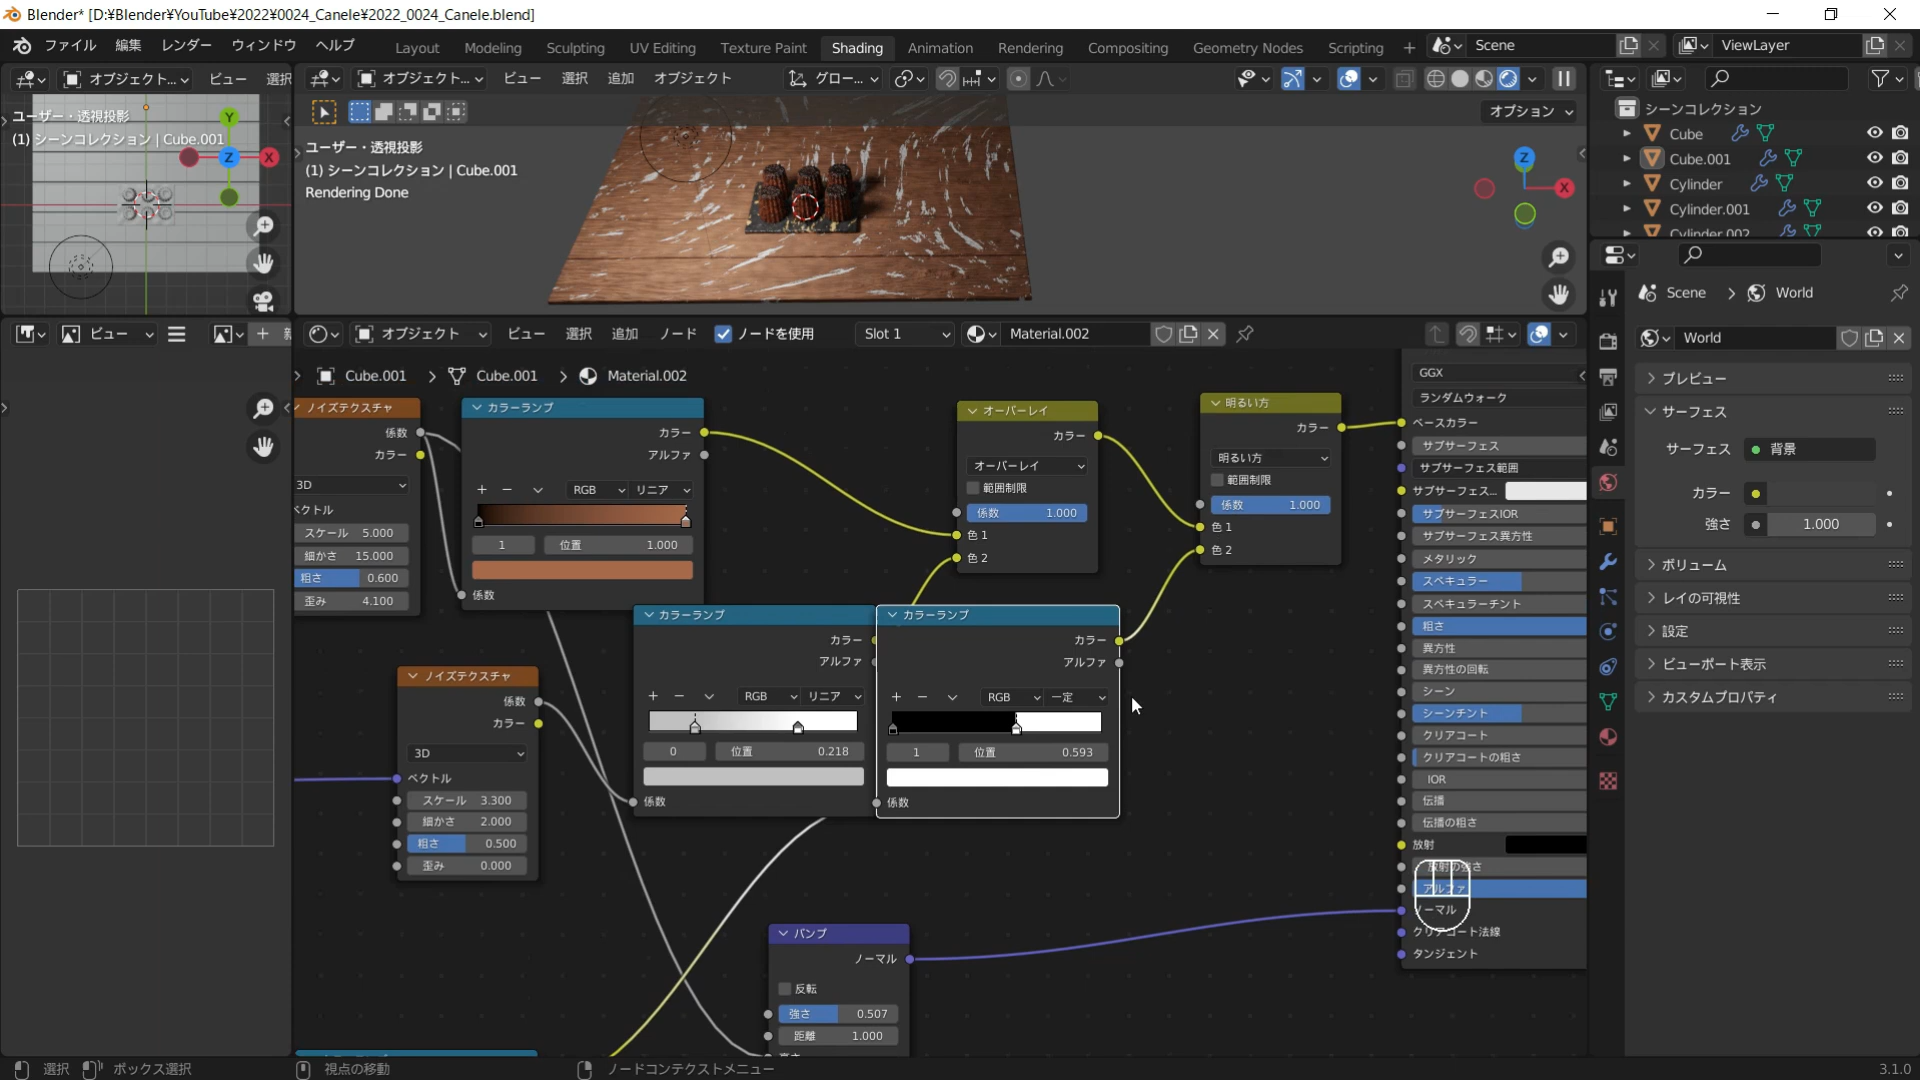 Blender* [D:¥Blender¥YouTube¥2022¥0024_Canele¥2022_0024_Canele.blend]
ファイル 編集 レンダー ウィンドウ ヘルプ Layout Modeling Sculpting UV Editing Texture Paint Shading Animation Rendering Compositing Geometry Nodes Scripting + Scene ViewLayer
オブジェクト... ビュー 選択
オブジェクト... ビュー 選択 追加 オブジェクト グロー...
オプション
ユーザー・透視投影
(1) シーンコレクション | Cube.001
Y
Z
X
ユーザー・透視投影
(1) シーンコレクション | Cube.001
Rendering Done
Z
X
シーンコレクション
Cube
Cube.001
Cylinder
Cylinder.001
Cylinder.002
Scene
World
World
プレビュー
サーフェス
サーフェス 背景
カラー
強さ 1.000
ボリューム
レイの可視性
設定
ビューポート表示
カスタムプロパティ
ビュー
オブジェクト ビュー 選択 追加 ノード ノードを使用 Slot 1 Material.002
Cube.001 Cube.001 Material.002
ノイズテクスチャ
係数
カラー
3D
ベクトル
スケール 5.000
細かさ 15.000
粗さ 0.600
歪み 4.100
カラーランプ
カラー
アルファ
RGB リニア
1 位置 1.000
係数
オーバーレイ
カラー
オーバーレイ
範囲制限
係数 1.000
色 1
色 2
明るい方
カラー
明るい方
範囲制限
係数 1.000
色 1
色 2
カラーランプ
カラー
アルファ
RGB リニア
0 位置 0.218
係数
カラーランプ
カラー
アルファ
RGB 一定
1 位置 0.593
係数
ノイズテクスチャ
係数
カラー
3D
ベクトル
スケール 3.300
細かさ 2.000
粗さ 0.500
歪み 0.000
バンプ
ノーマル
反転
強さ 0.507
距離 1.000
GGX
ランダムウォーク
ベースカラー
サブサーフェス
サブサーフェス範囲
サブサーフェス...
サブサーフェスIOR
サブサーフェス異方性
メタリック
スペキュラー
スペキュラーチント
粗さ
異方性
異方性の回転
シーン
シーンチント
クリアコート
クリアコートの粗さ
IOR
伝播
伝播の粗さ
放射
放射の強さ
アルファ
ノーマル
クリアコート法線
タンジェント
選択 ボックス選択 視点の移動 ノードコンテクストメニュー 3.1.0